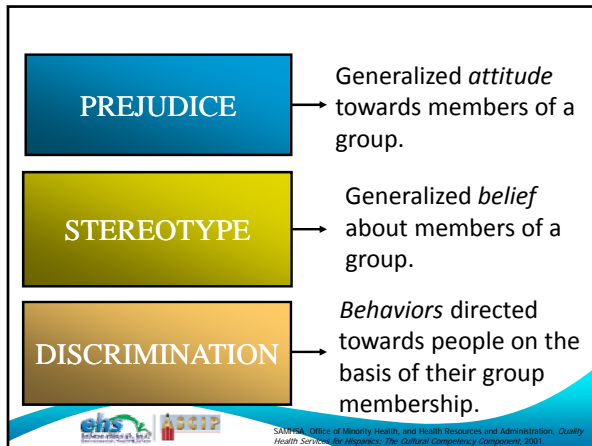 PREJUDICE
Generalized attitude
towards members of a
group.
STEREOTYPE
Generalized belief
about members of a
group.
DISCRIMINATION
Behaviors directed
towards people on the
basis of their group
membership.
ehs
ASCIP
SAMHSA, Office of Minority Health, and Health Resources and Administration. Quality
Health Services for Hispanics: The Cultural Competency Component, 2001.